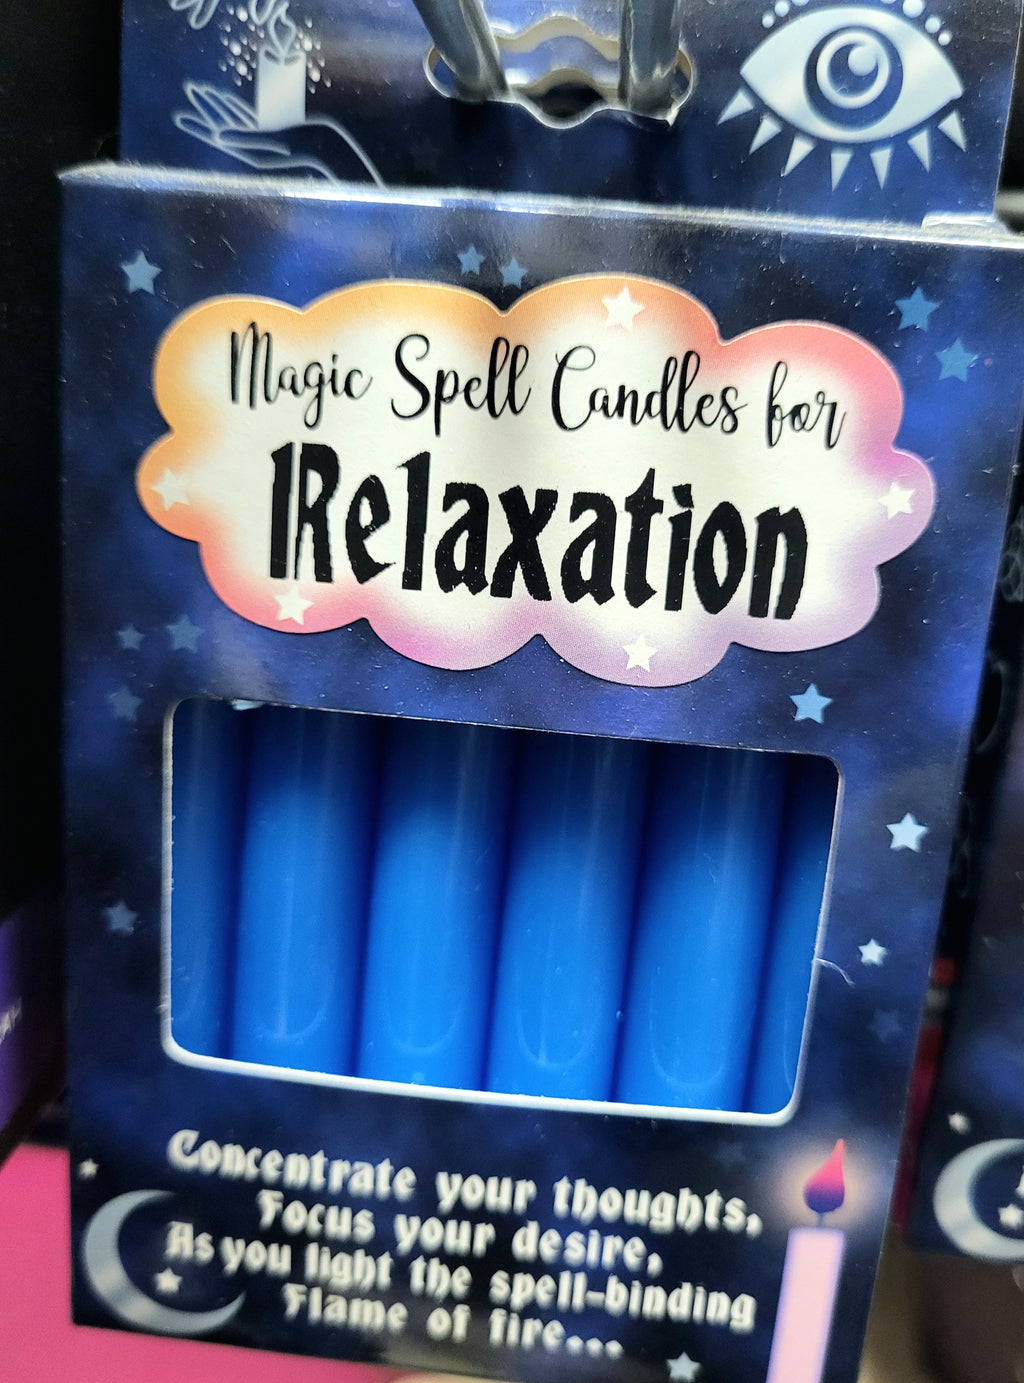 Magic Spell Candles for
Relaxation
Concentrate your thoughts,
Focus your desire,
As you light the spell-binding
Flame of fire...